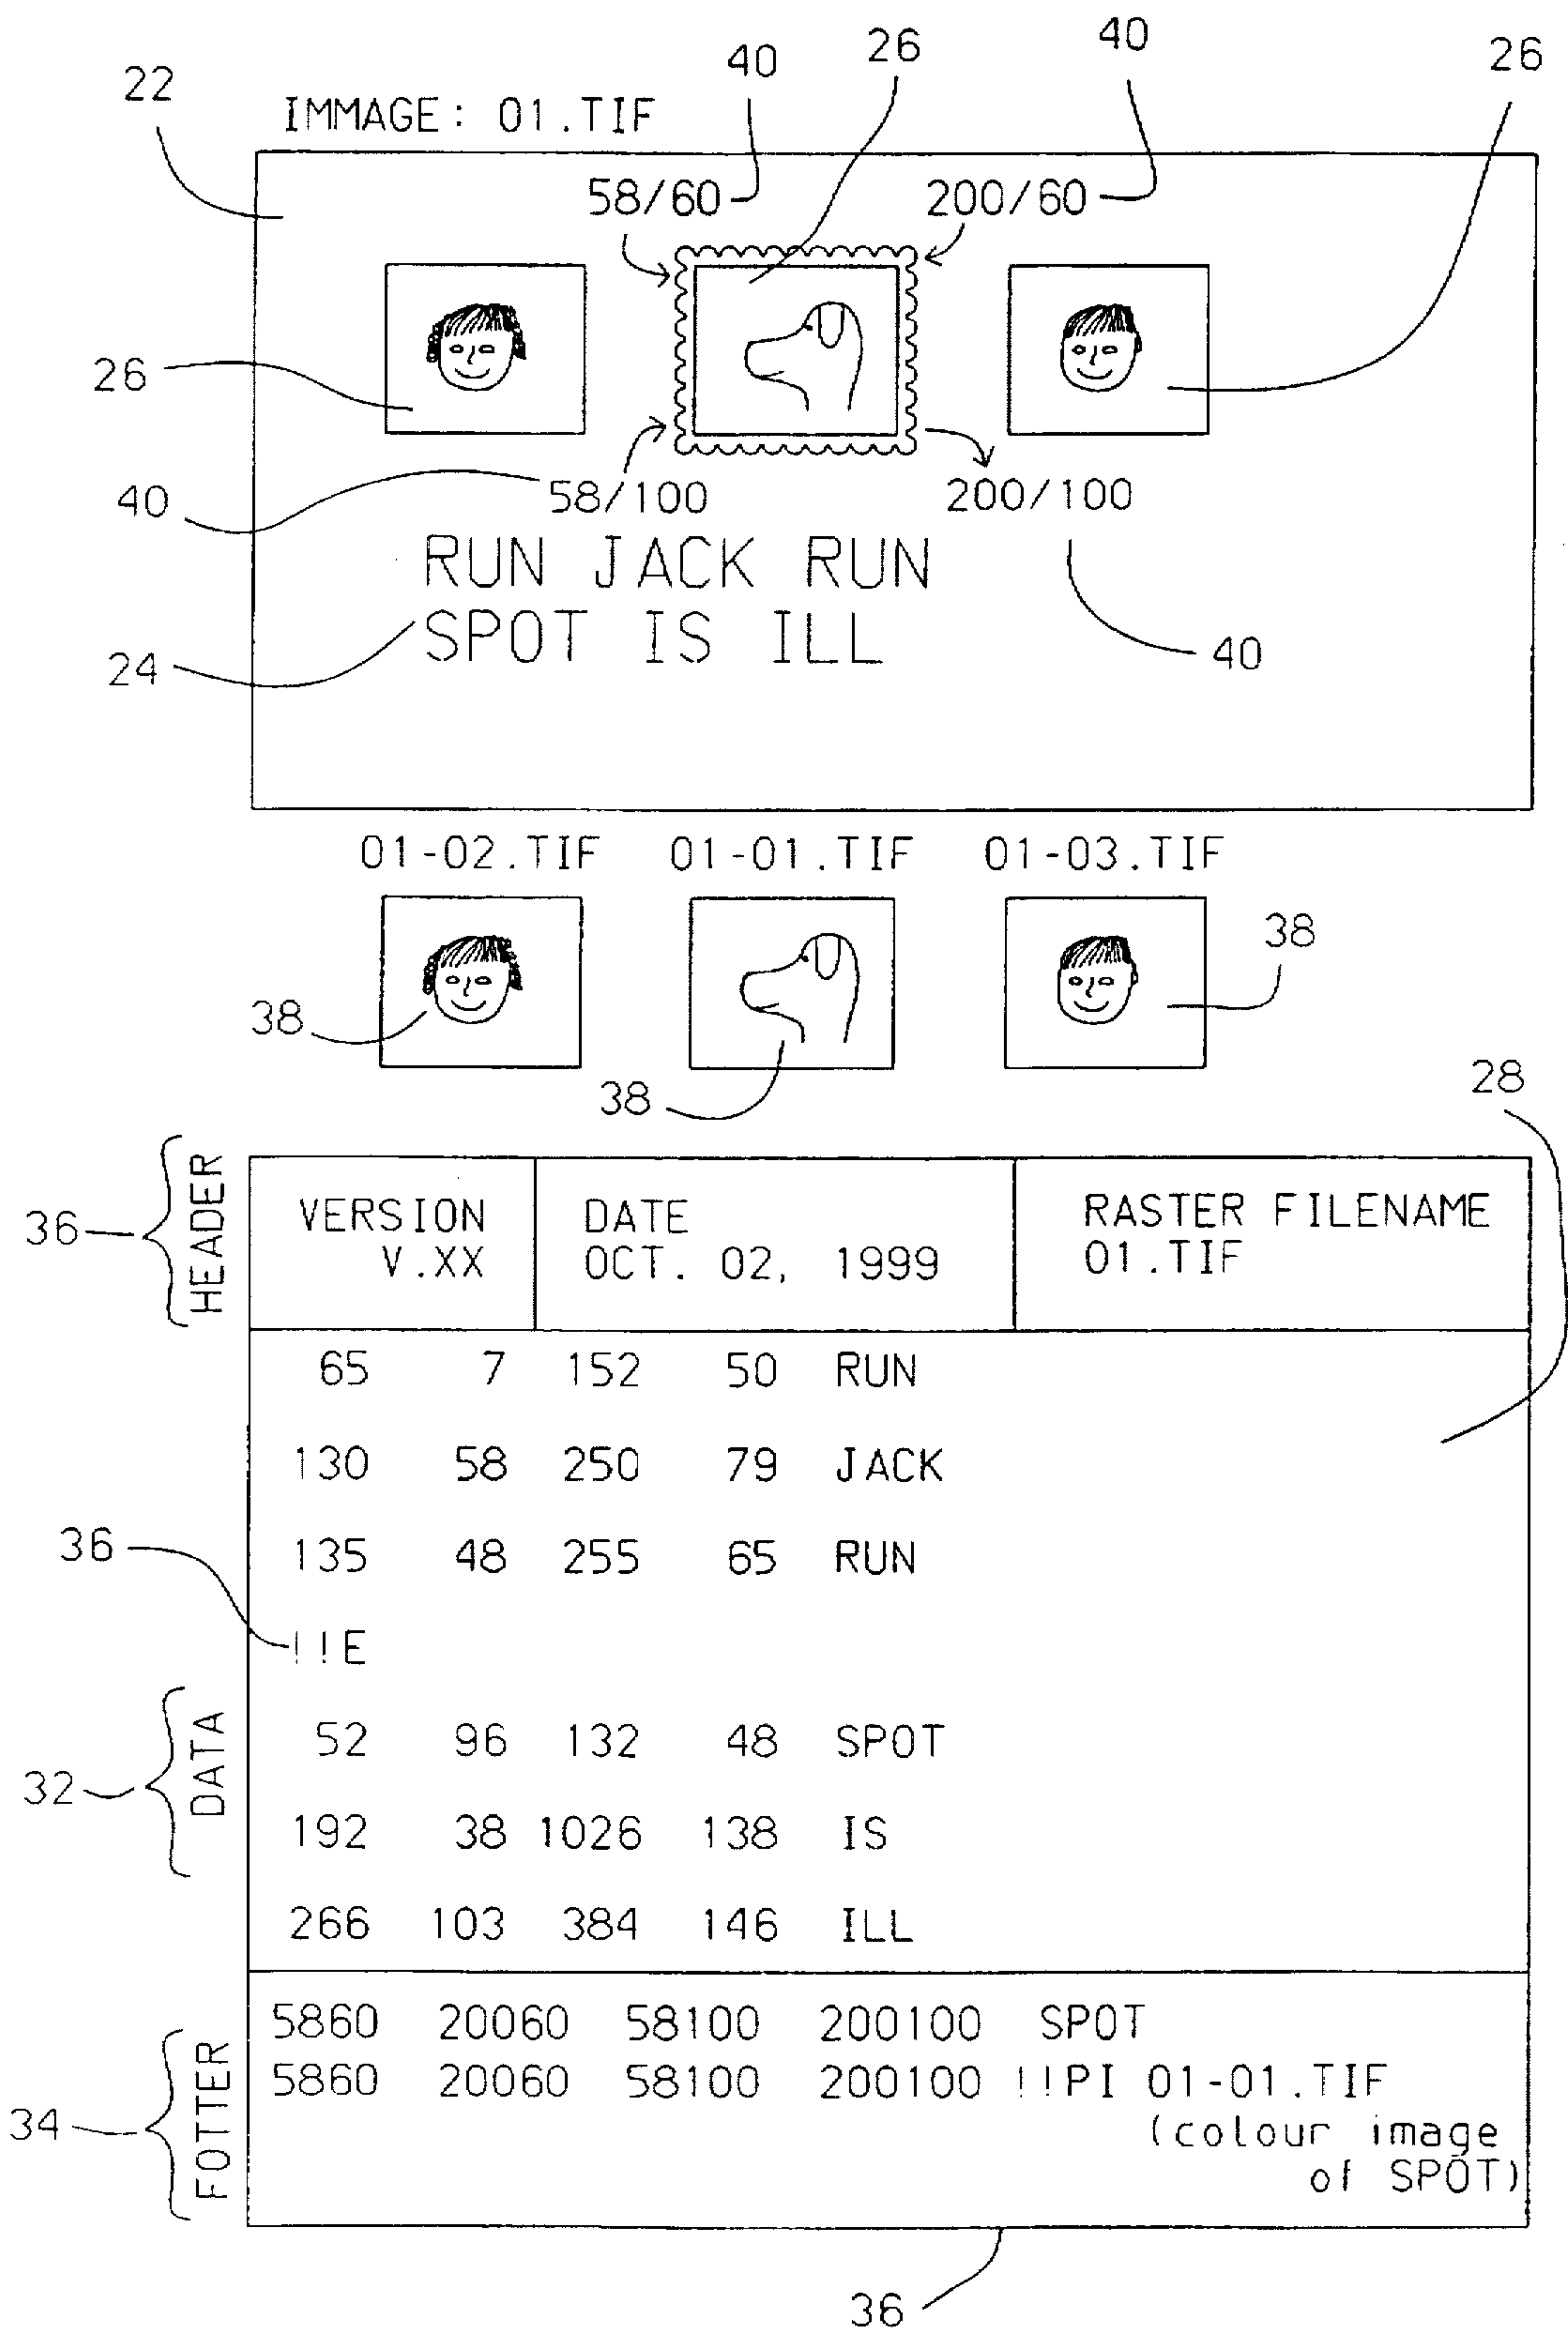 40
26
40
26
22
IMMAGE: 01.TIF
58/60
200/60
26
40
58/100
200/100
RUN JACK RUN
SPOT IS ILL
24
40
01-02.TIF 01-01.TIF 01-03.TIF
38
38
38
28
36
HEADER
VERSION
V.XX
DATE
OCT. 02, 1999
RASTER FILENAME
01.TIF
65 7 152 50 RUN
130 58 250 79 JACK
135 48 255 65 RUN
36
!!E
32
DATA
52 96 132 48 SPOT
192 38 1026 138 IS
266 103 384 146 ILL
34
FOTTER
5860 20060 58100 200100 SPOT
5860 20060 58100 200100 !!PI 01-01.TIF
(colour image
of SPOT)
36